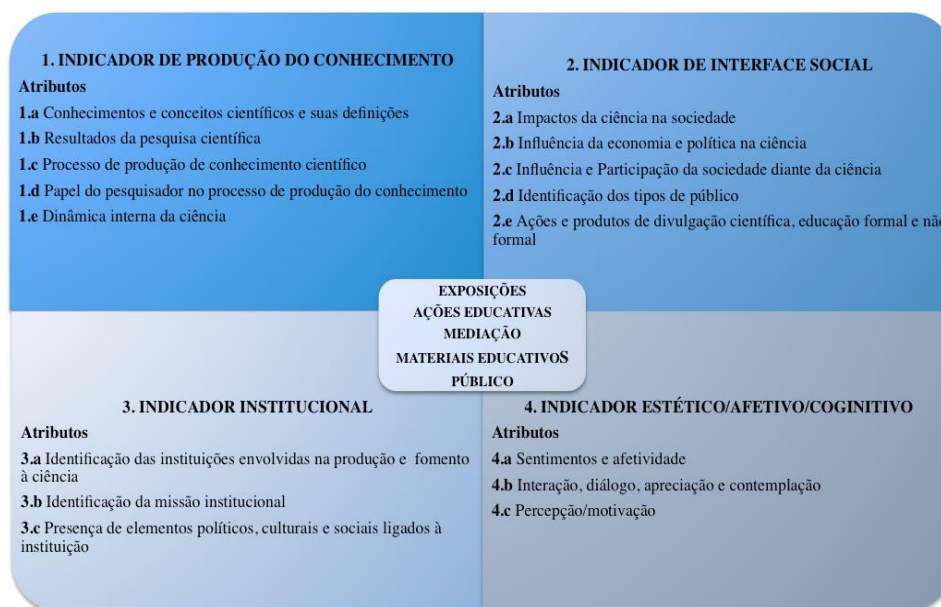 1. INDICADOR DE PRODUÇÃO DO CONHECIMENTO
Atributos
1.a Conhecimentos e conceitos científicos e suas definições
1.b Resultados da pesquisa científica
1.c Processo de produção de conhecimento científico
1.d Papel do pesquisador no processo de produção do conhecimento
1.e Dinâmica interna da ciência
2. INDICADOR DE INTERFACE SOCIAL
Atributos
2.a Impactos da ciência na sociedade
2.b Influência da economia e política na ciência
2.c Influência e Participação da sociedade diante da ciência
2.d Identificação dos tipos de público
2.e Ações e produtos de divulgação científica, educação formal e não
formal
EXPOSIÇÕES
AÇÕES EDUCATIVAS
MEDIAÇÃO
MATERIAIS EDUCATIVOS
PÚBLICO
3. INDICADOR INSTITUCIONAL
Atributos
3.a Identificação das instituições envolvidas na produção e fomento
à ciência
3.b Identificação da missão institucional
3.c Presença de elementos políticos, culturais e sociais ligados à
instituição
4. INDICADOR ESTÉTICO/AFETIVO/COGINITIVO
Atributos
4.a Sentimentos e afetividade
4.b Interação, diálogo, apreciação e contemplação
4.c Percepção/motivação